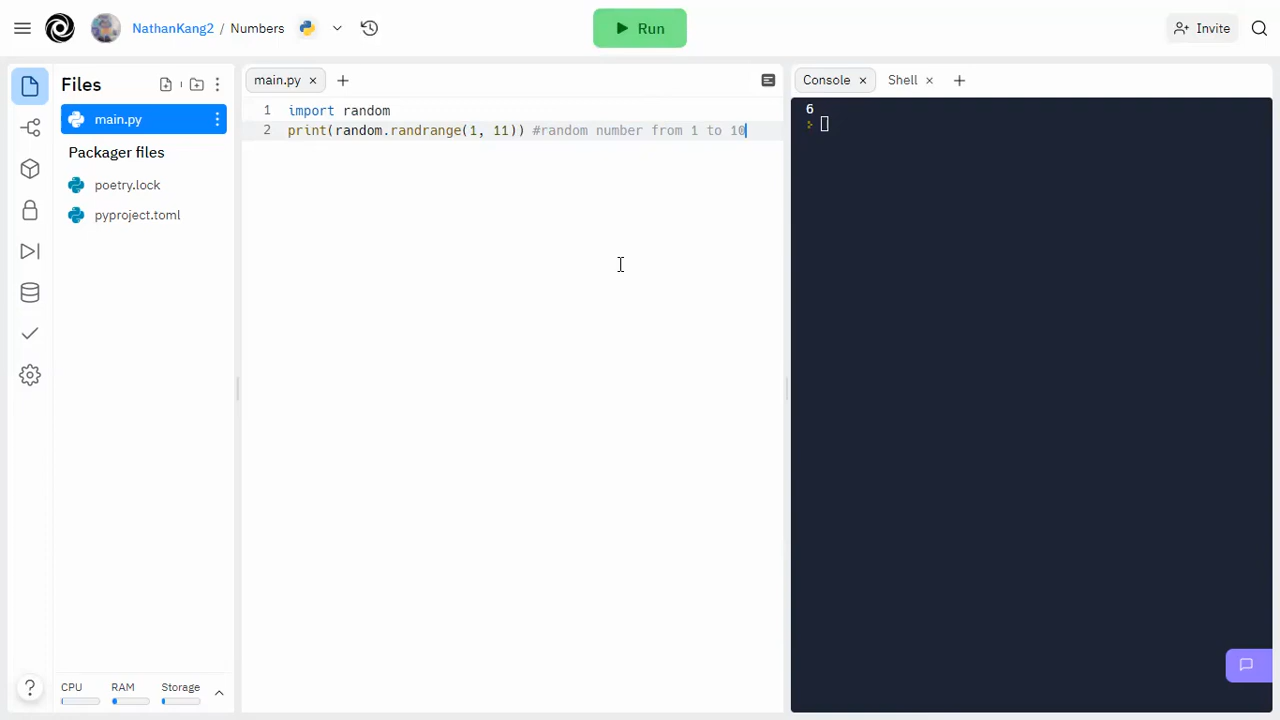 NathanKang2 / Numbers
Run
Invite
Files
main.py
Packager files
poetry.lock
pyproject.toml
CPU
RAM
Storage
main.py
1 import random
2 print(random.randrange(1, 11)) #random number from 1 to 10
Console
Shell
6